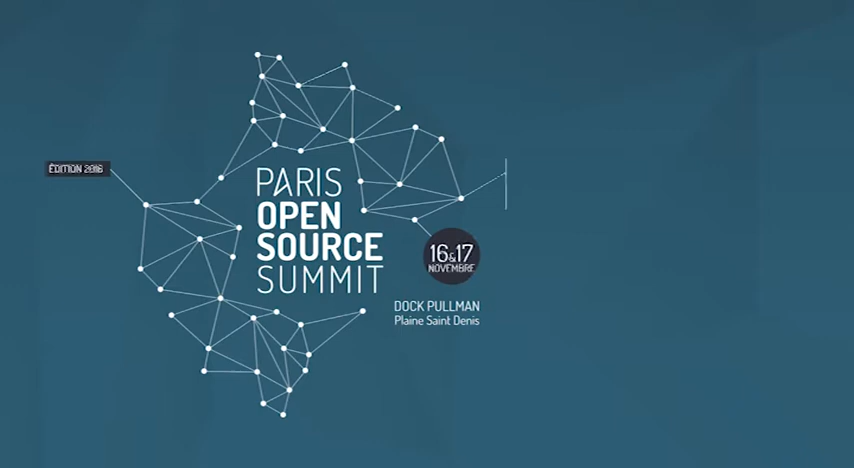 ÉDITION 2016
PARIS
OPEN
SOURCE
SUMMIT
16&17
NOVEMBRE
DOCK PULLMAN
Plaine Saint Denis